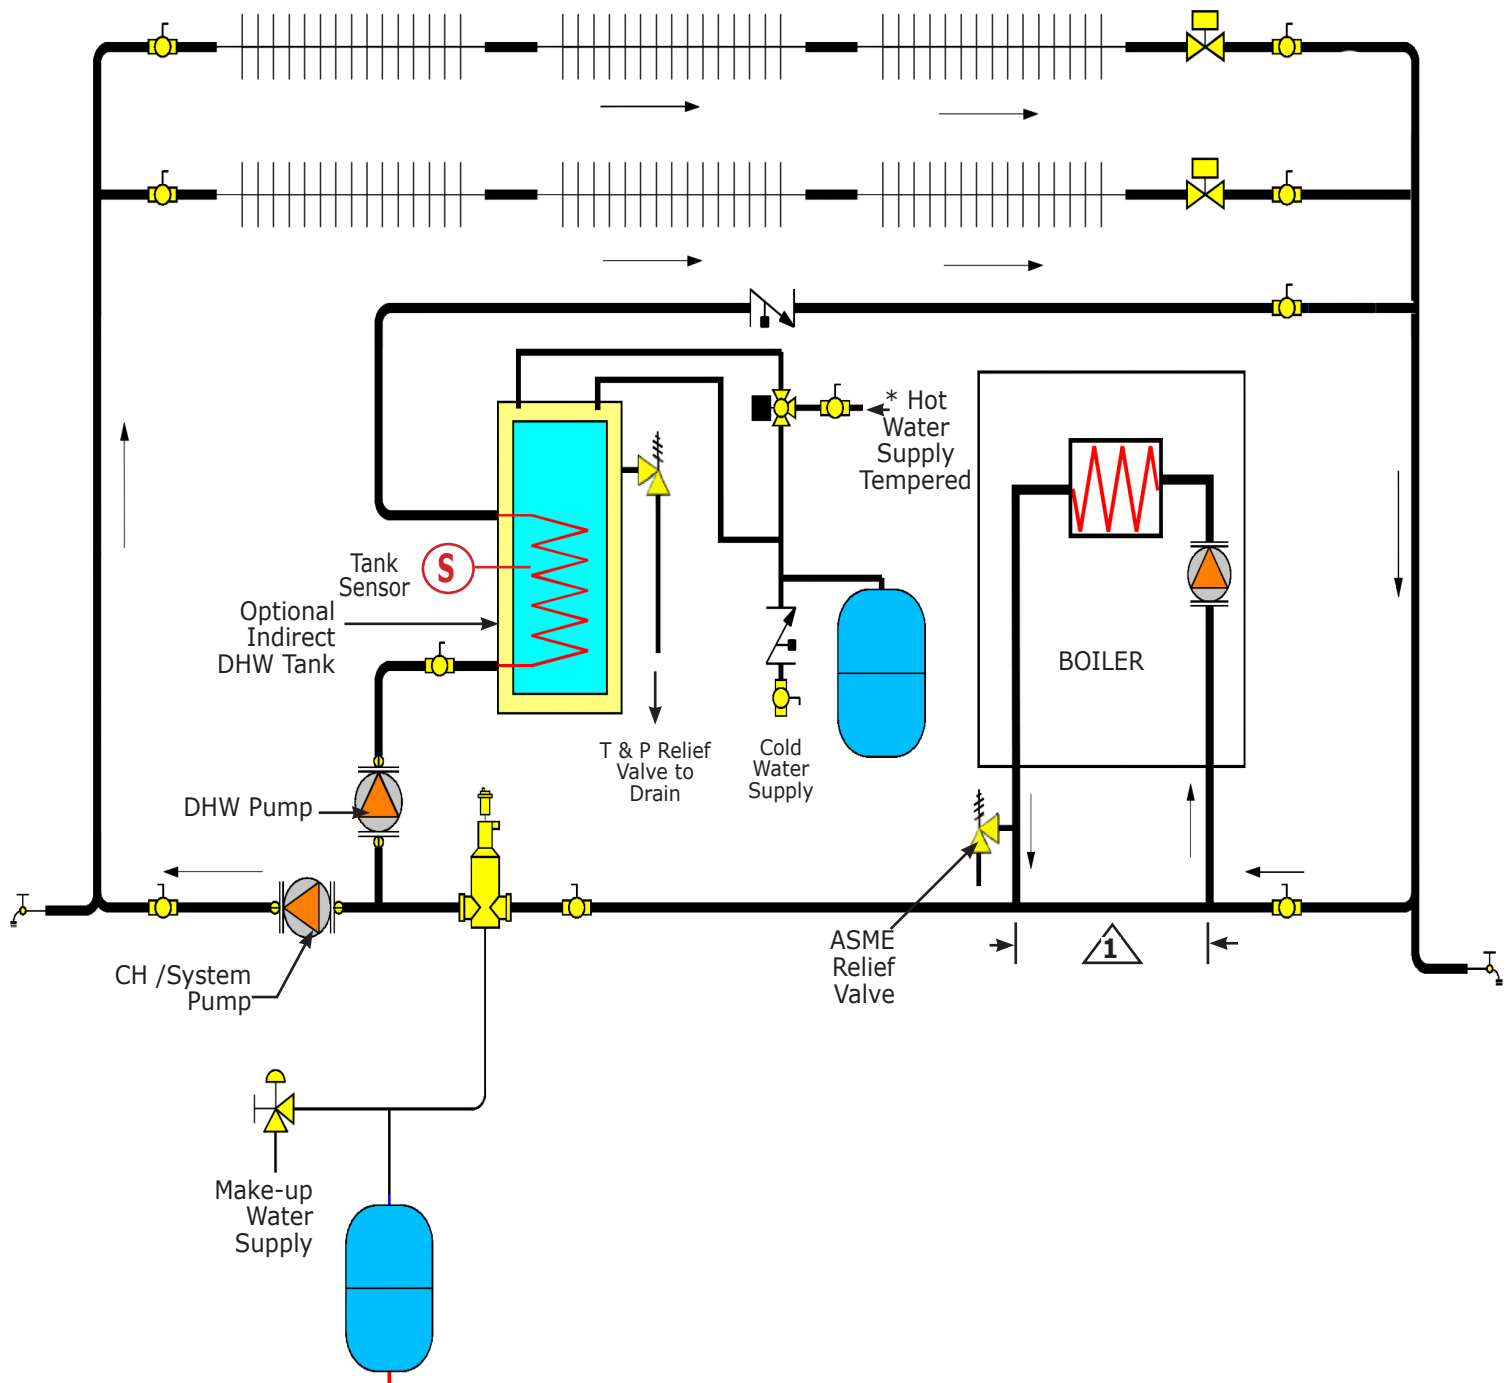 * Hot
Water
Supply
Tempered
Tank
Sensor
S
Optional
Indirect
DHW Tank
BOILER
T & P Relief
Valve to
Drain
Cold
Water
Supply
DHW Pump
ASME
Relief
Valve
1
CH /System
Pump
Make-up
Water
Supply